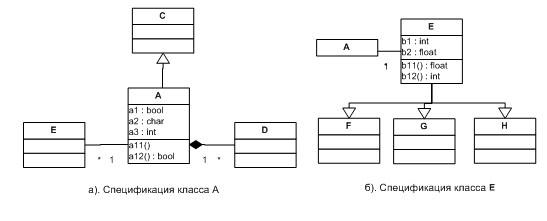 C
A
a1 : bool
a2 : char
a3 : int
a11()
a12() : bool
E
* 1
D
1 *
а). Спецификация класса А
E
b1 : int
b2 : float
b11() : float
b12() : int
A
1
F
G
H
б). Спецификация класса E